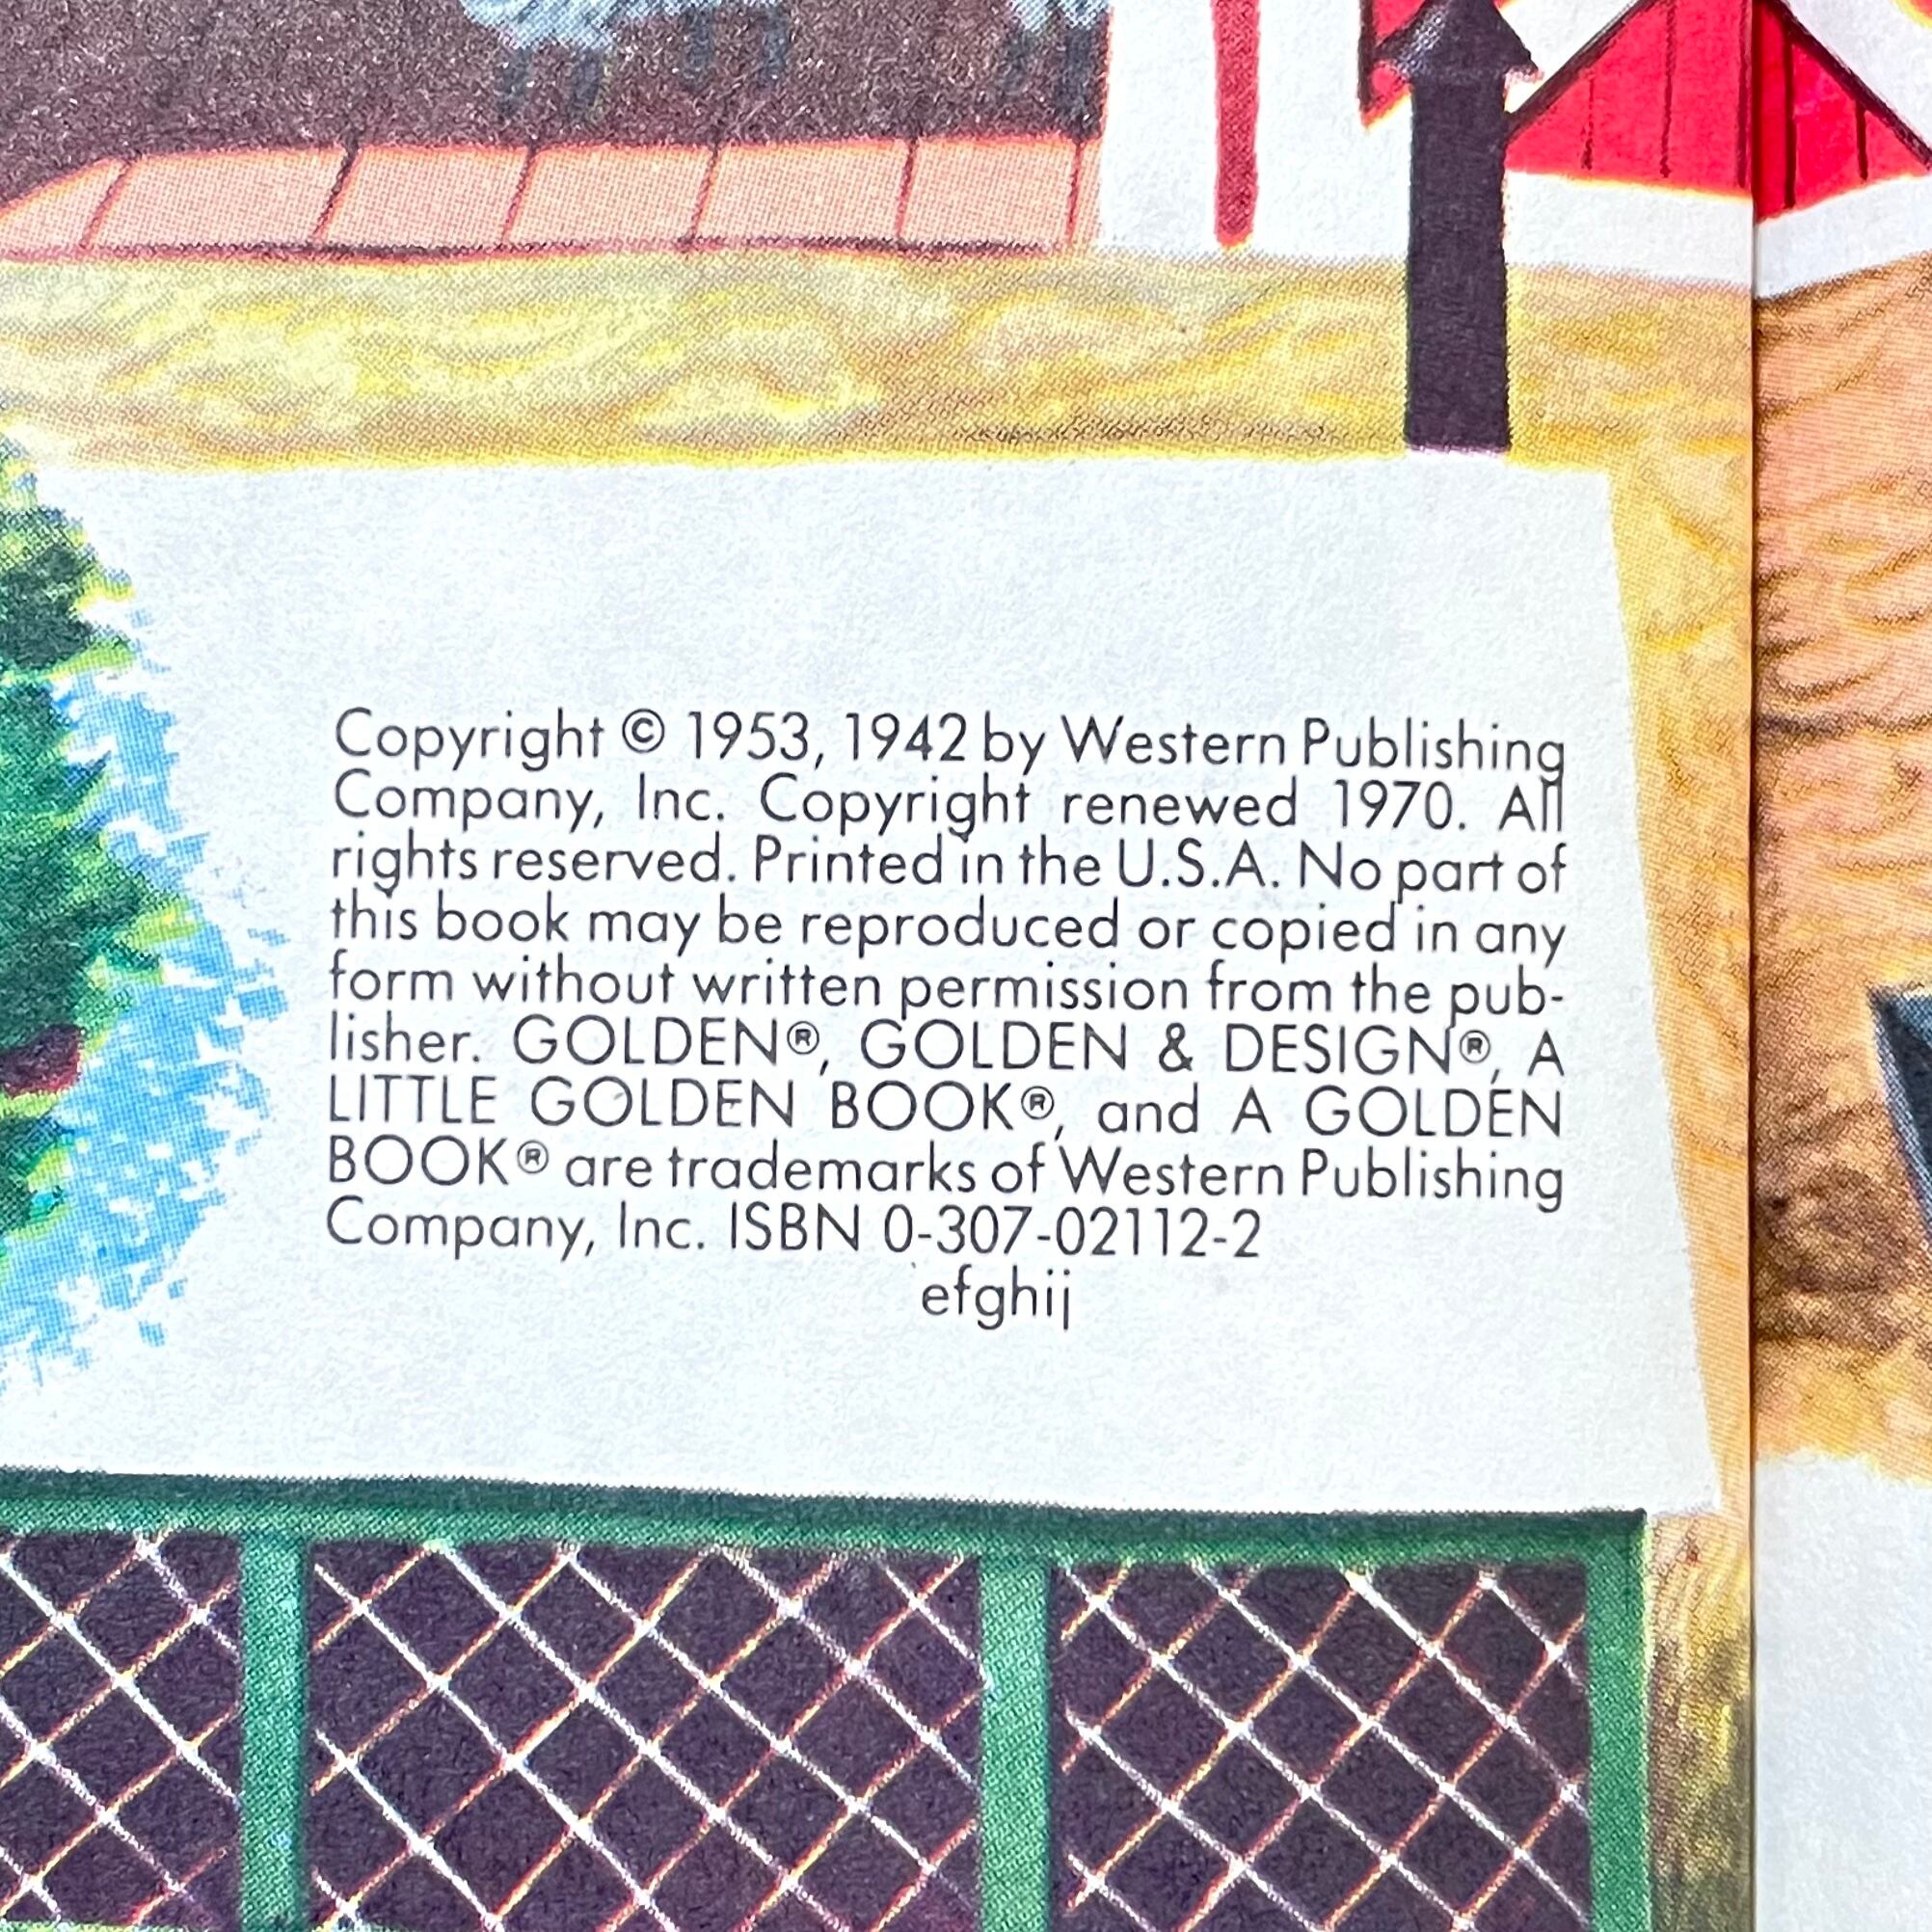 Copyright © 1953, 1942 by Western Publishing
Company, Inc. Copyright renewed 1970. All
rights reserved. Printed in the U.S.A. No part of
this book may be reproduced or copied in any
form without written permission from the pub-
lisher. GOLDEN®, GOLDEN & DESIGN®, A
LITTLE GOLDEN BOOK®, and A GOLDEN
BOOK® are trademarks of Western Publishing
Company, Inc. ISBN 0-307-02112-2
efghij